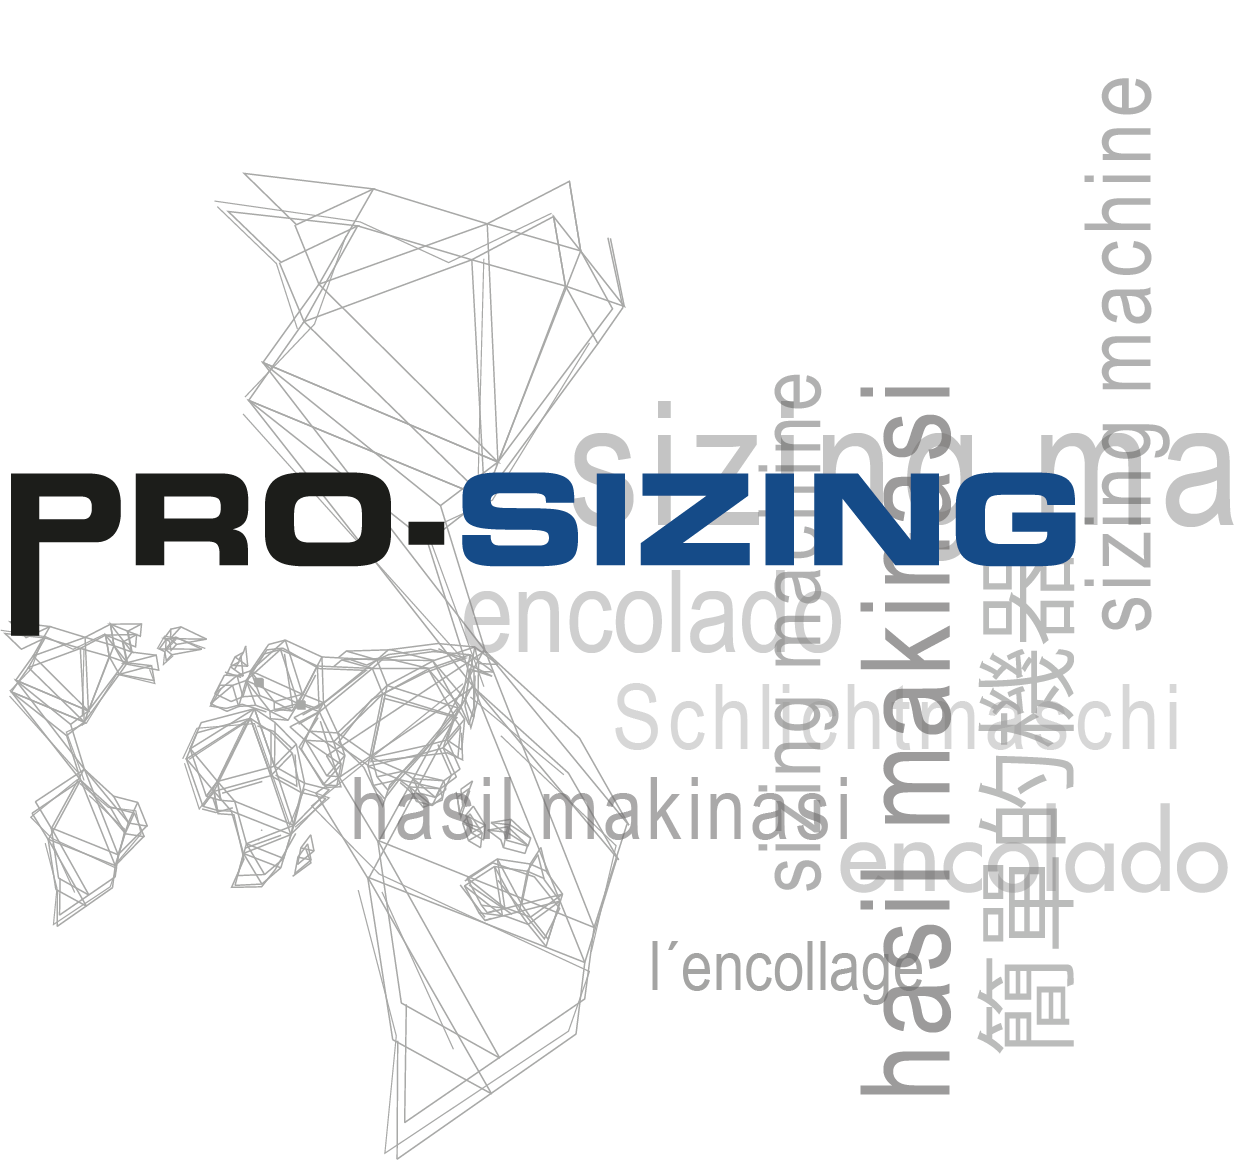 sizing machine
sizing machine
hasil makinasi
sizing ma
PRO-SIZING
encolado
簡單的機器
Schlichtmaschi
hasil makinasi
encolado
l´encollage